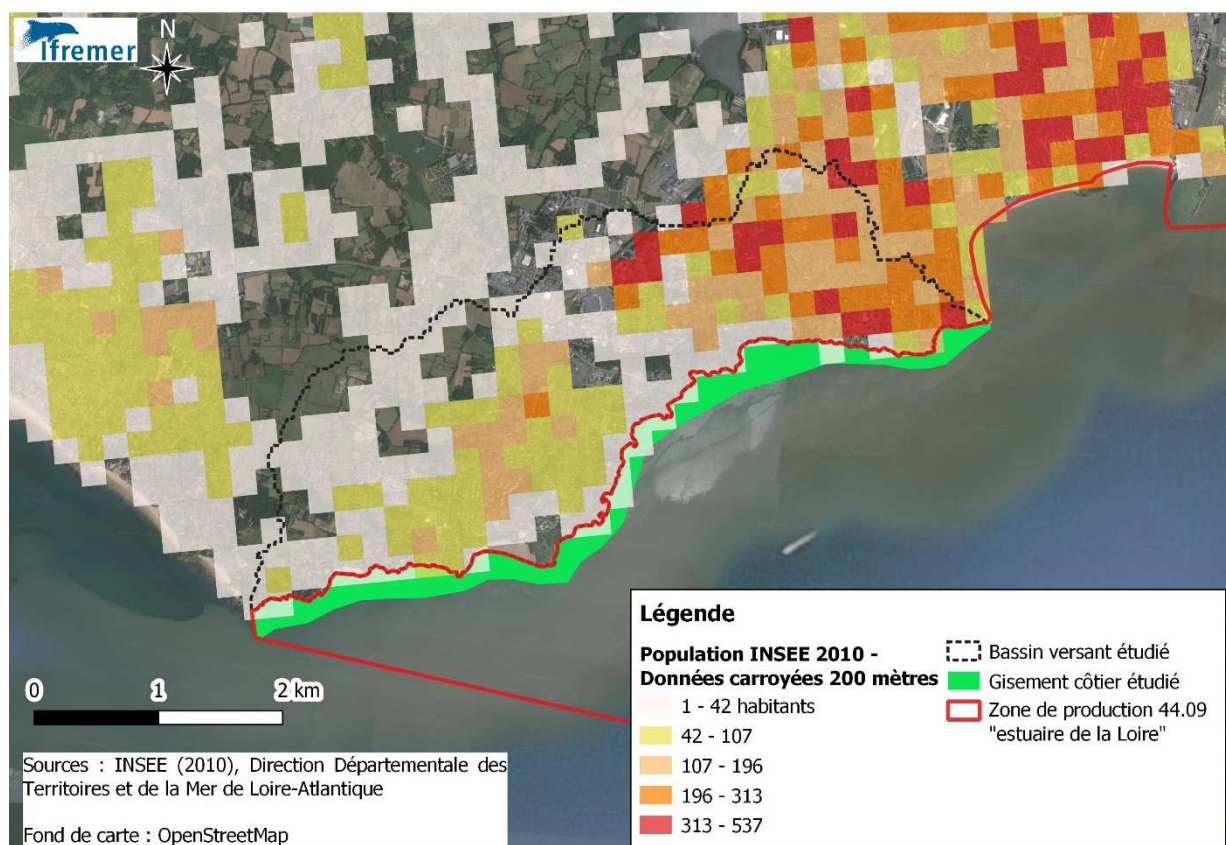 Ifremer
N
0 1 2 km
Sources : INSEE (2010), Direction Départementale des
Territoires et de la Mer de Loire-Atlantique
Fond de carte : OpenStreetMap
Légende
Population INSEE 2010 -
Données carroyées 200 mètres
1 - 42 habitants
42 - 107
107 - 196
196 - 313
313 - 537
Bassin versant étudié
Gisement côtier étudié
Zone de production 44.09
"estuaire de la Loire"